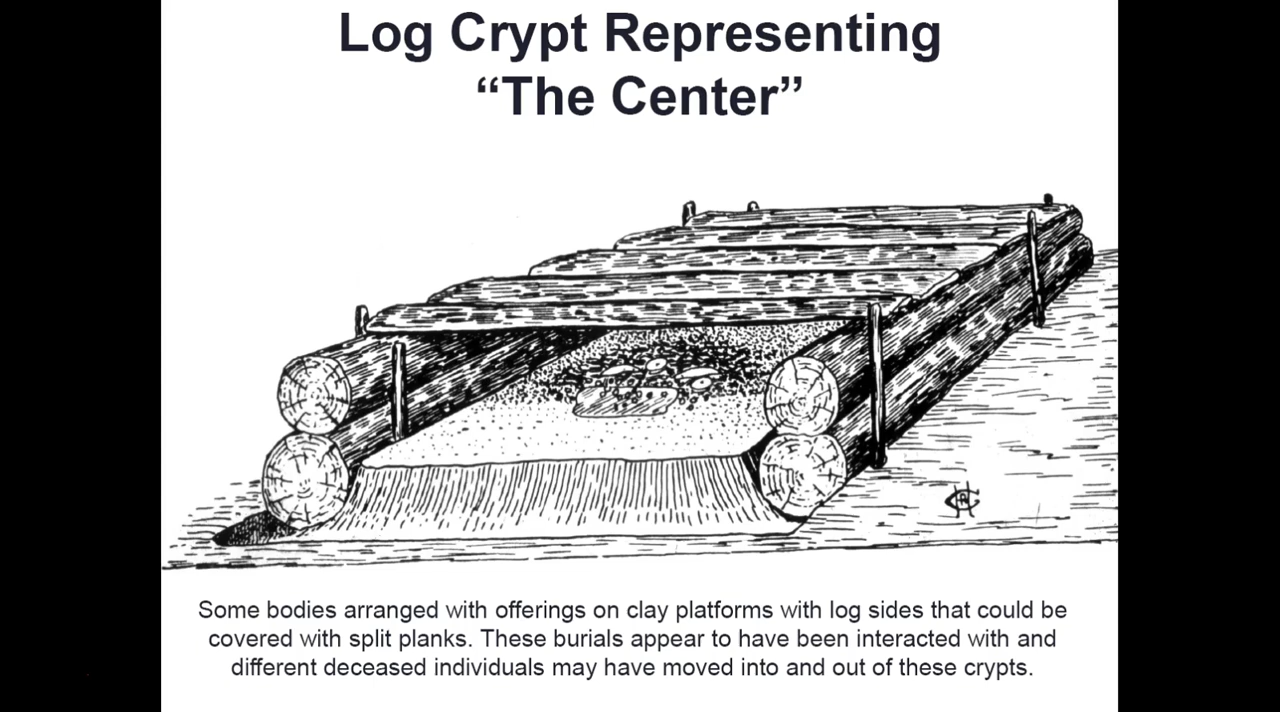 Log Crypt Representing
“The Center”
Some bodies arranged with offerings on clay platforms with log sides that could be
covered with split planks. These burials appear to have been interacted with and
different deceased individuals may have moved into and out of these crypts.